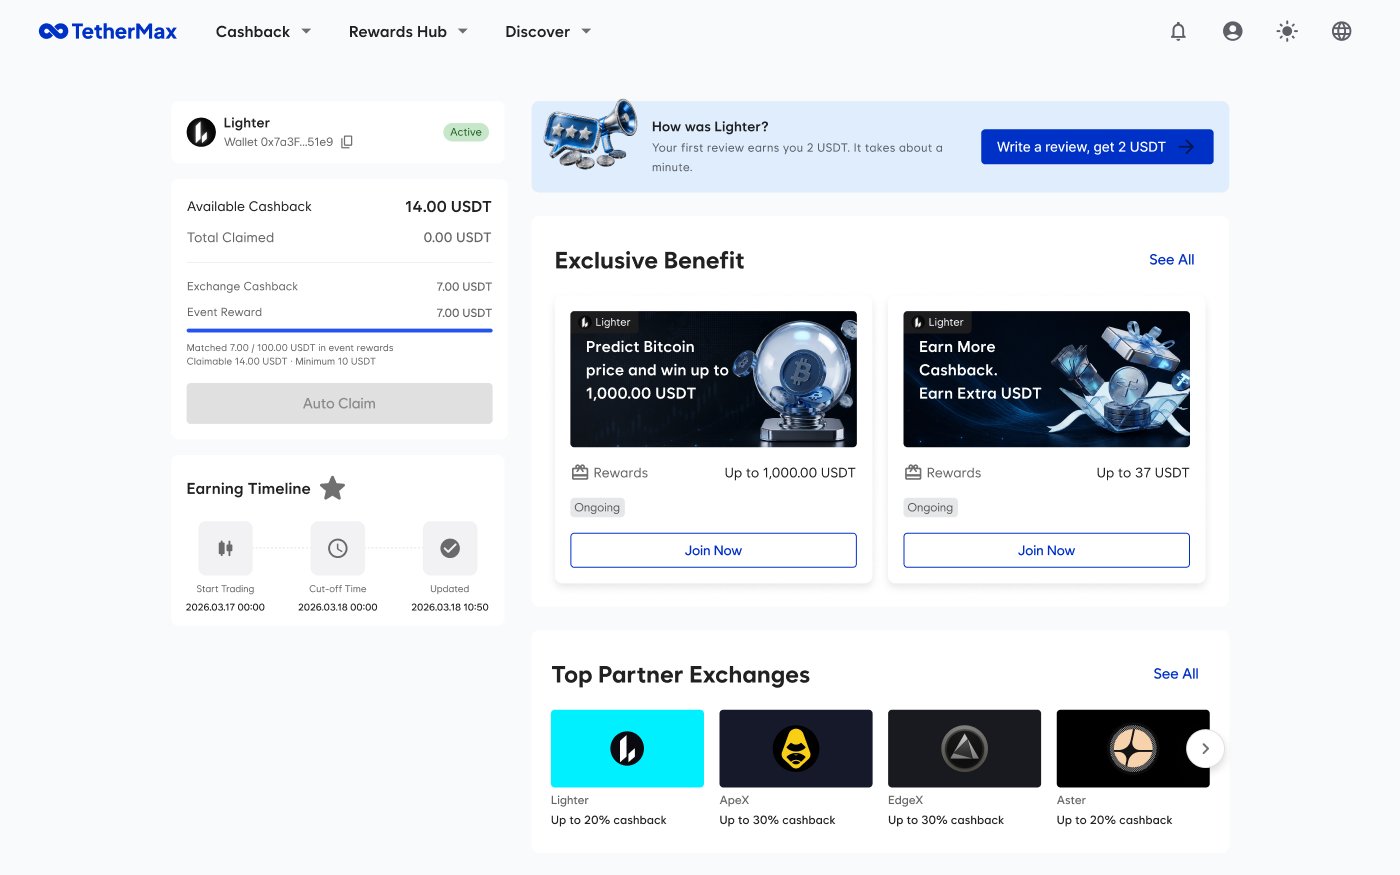 TetherMax
Cashback
Rewards Hub
Discover
Lighter
Wallet 0x7a3F...51e9
Active
Available Cashback
14.00 USDT
Total Claimed
0.00 USDT
Exchange Cashback
7.00 USDT
Event Reward
7.00 USDT
Matched 7.00 / 100.00 USDT in event rewards
Claimable 14.00 USDT · Minimum 10 USDT
Auto Claim
Earning Timeline
Start Trading
2026.03.17 00:00
Cut-off Time
2026.03.18 00:00
Updated
2026.03.18 10:50
How was Lighter?
Your first review earns you 2 USDT. It takes about a
minute.
Write a review, get 2 USDT
Exclusive Benefit
See All
Lighter
Predict Bitcoin
price and win up to
1,000.00 USDT
Rewards
Up to 1,000.00 USDT
Ongoing
Join Now
Lighter
Earn More
Cashback.
Earn Extra USDT
Rewards
Up to 37 USDT
Ongoing
Join Now
Top Partner Exchanges
See All
Lighter
Up to 20% cashback
ApeX
Up to 30% cashback
EdgeX
Up to 30% cashback
Aster
Up to 20% cashback